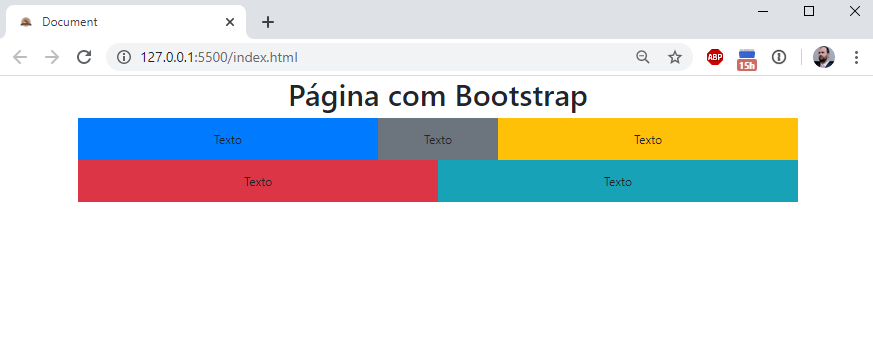 Document
127.0.0.1:5500/index.html
ABP
15h
Página com Bootstrap
Texto Texto Texto
Texto Texto